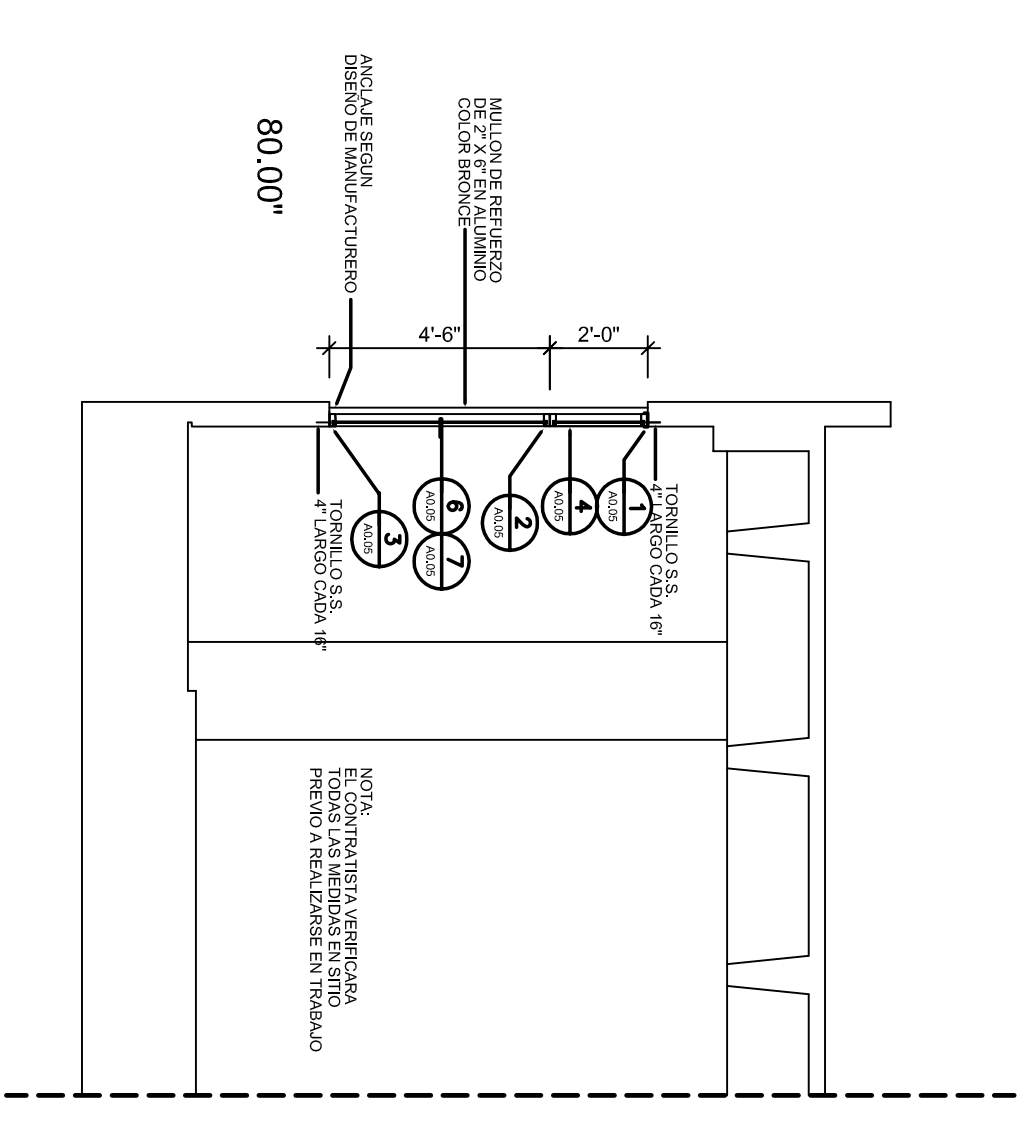 ANCLAJE SEGUN
DISEÑO DE MANUFACTURERO
80.00"
MULLON DE REFUERZO
DE 2" X 6" EN ALUMINIO
COLOR BRONCE
4'-6"
2'-0"
TORNILLO S.S.
4" LARGO CADA 16"
1
A0.05
4
A0.05
2
A0.05
6
A0.05
7
A0.05
3
A0.05
TORNILLO S.S.
4" LARGO CADA 16"
NOTA:
EL CONTRATISTA VERIFICARA
TODAS LAS MEDIDAS EN SITIO
PREVIO A REALIZARSE EN TRABAJO